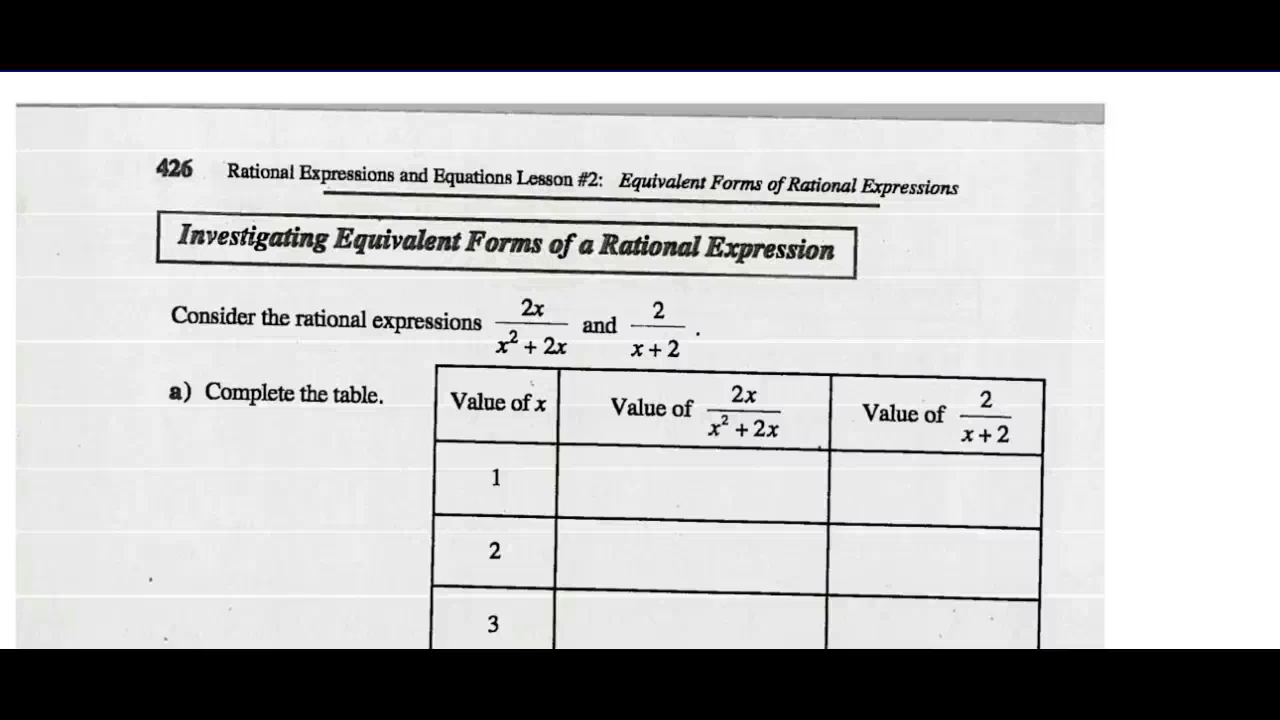 426 Rational Expressions and Equations Lesson #2: Equivalent Forms of Rational Expressions
Investigating Equivalent Forms of a Rational Expression
Consider the rational expressions 2x/(x² + 2x) and 2/(x + 2).
a) Complete the table.
Value of x Value of 2x/(x² + 2x) Value of 2/(x + 2)
1
2
3